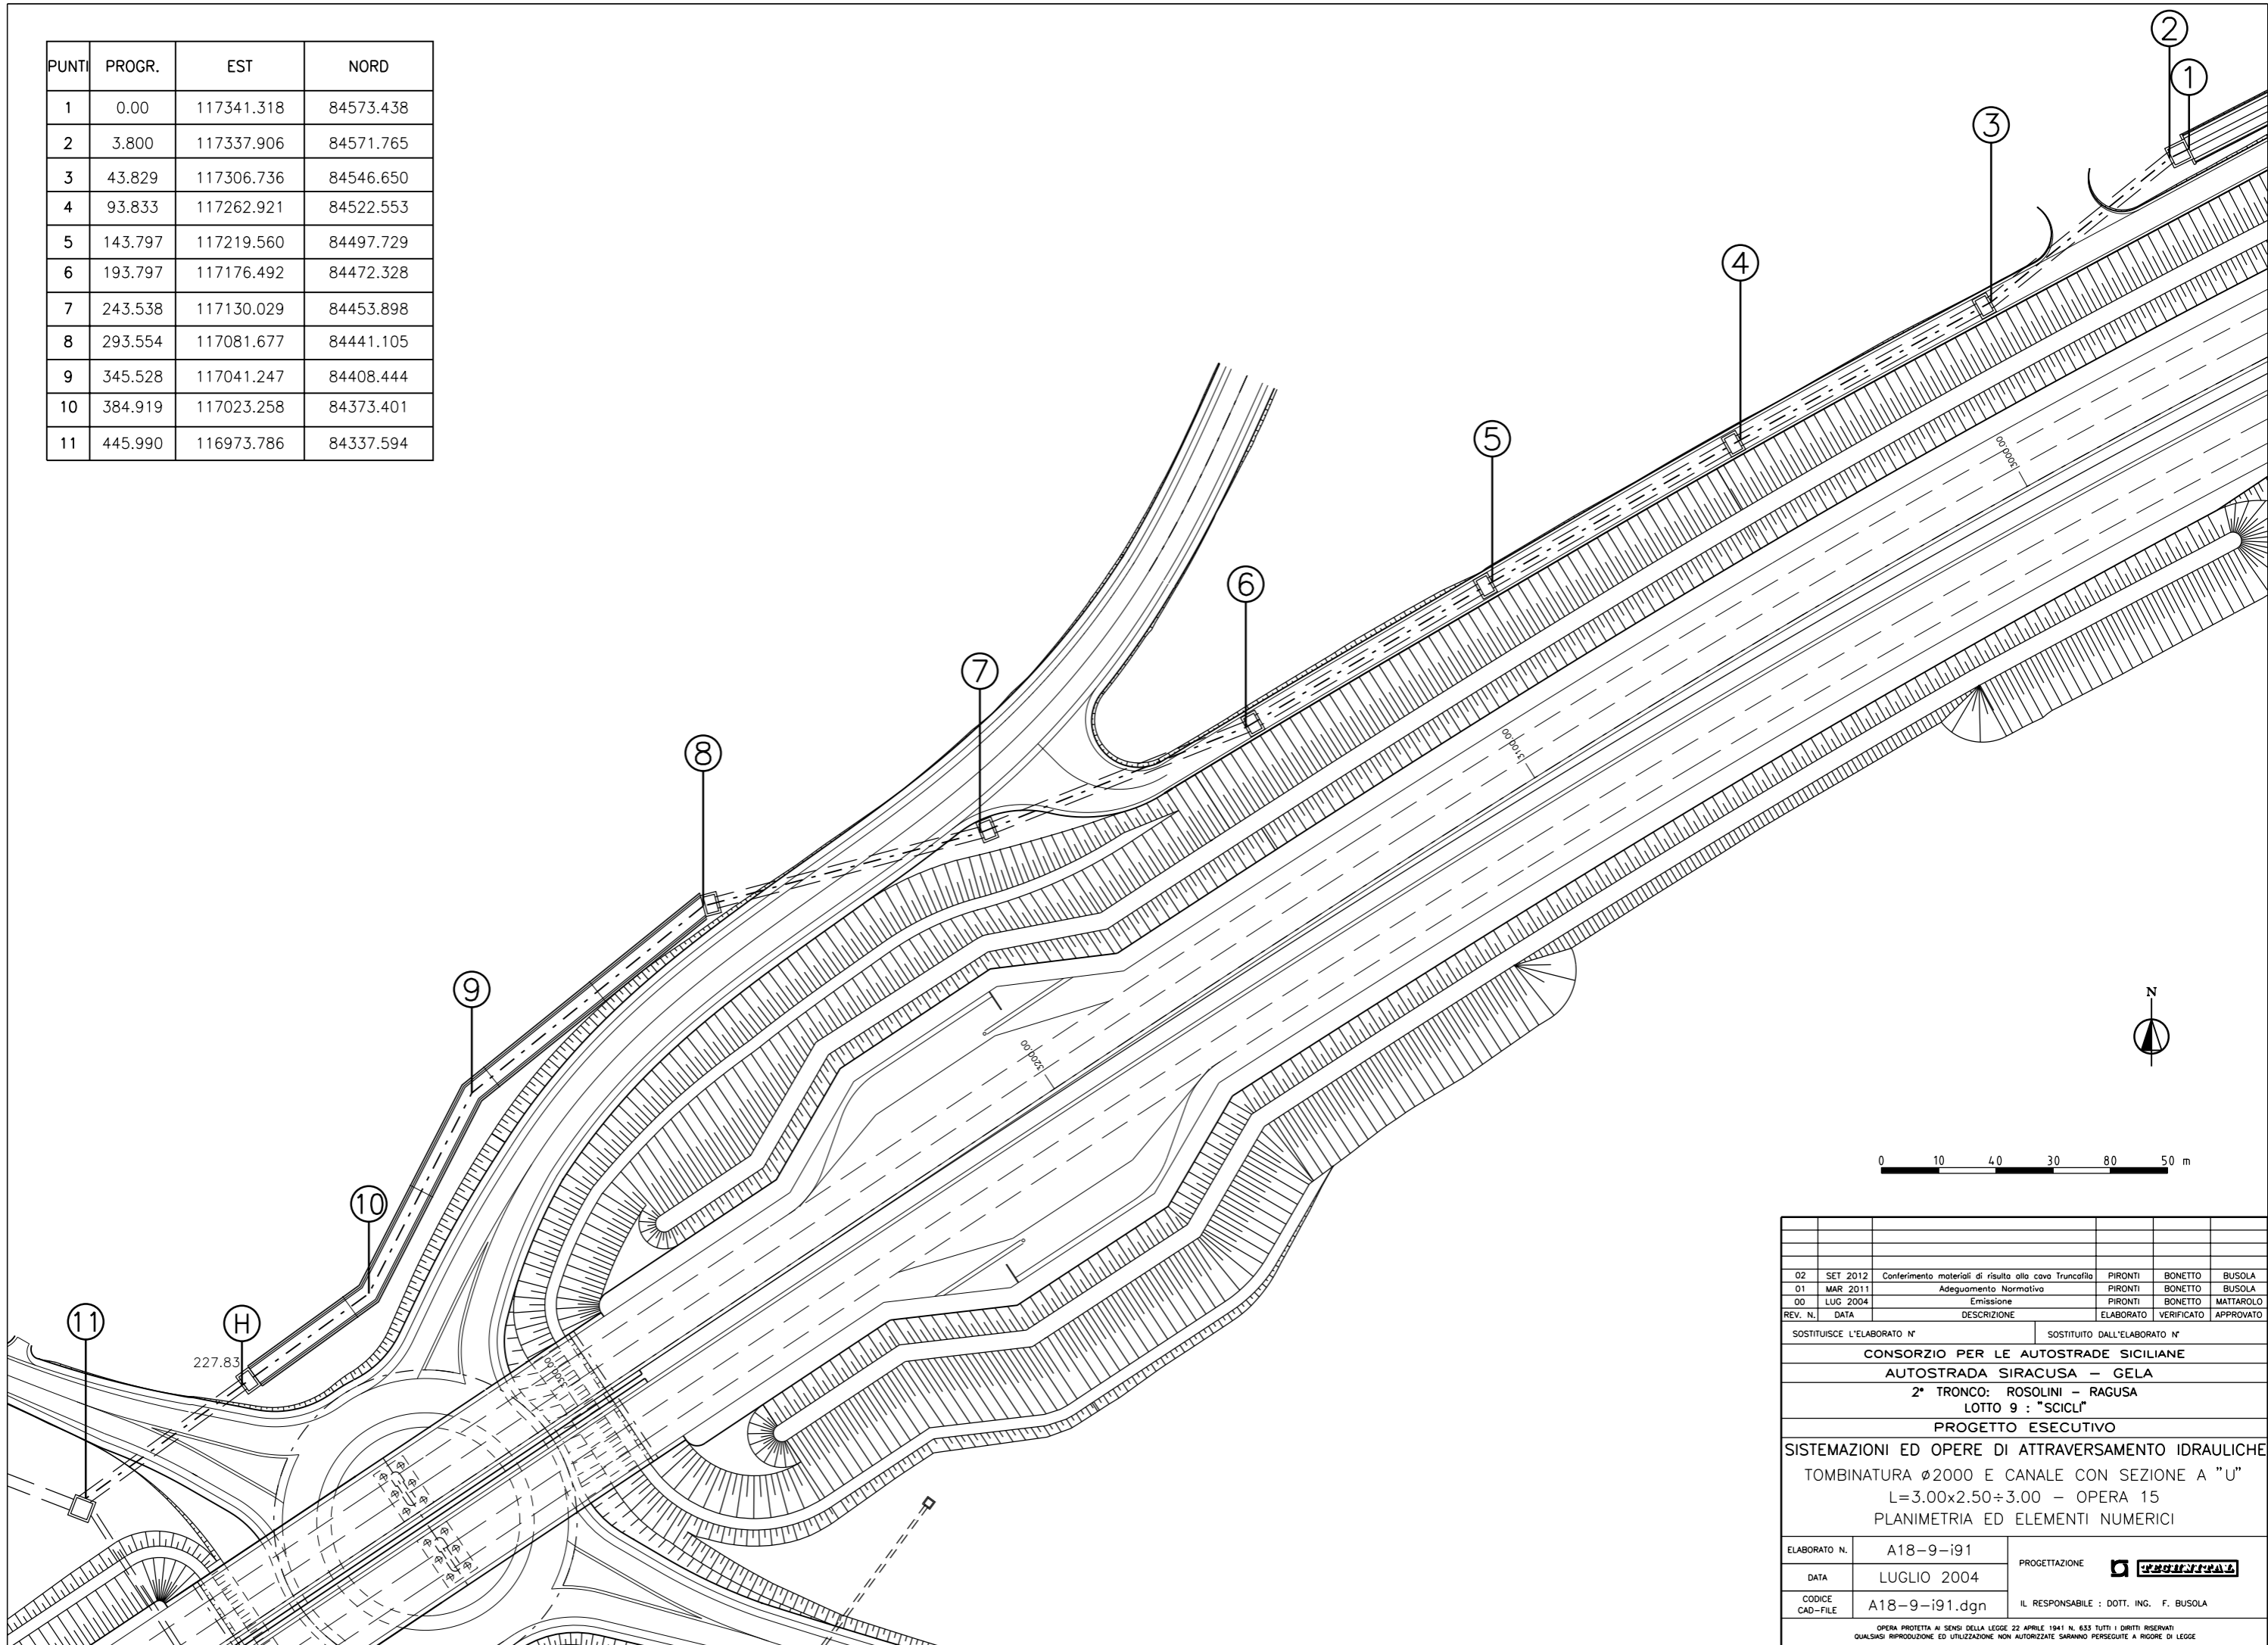 PUNTI PROGR. EST NORD
1 0.00 117341.318 84573.438
2 3.800 117337.906 84571.765
3 43.829 117306.736 84546.650
4 93.833 117262.921 84522.553
5 143.797 117219.560 84497.729
6 193.797 117176.492 84472.328
7 243.538 117130.029 84453.898
8 293.554 117081.677 84441.105
9 345.528 117041.247 84408.444
10 384.919 117023.258 84373.401
11 445.990 116973.786 84337.594
2
1
3
4
5
6
7
8
9
10
11
H
227.83
3000.00
3100.00
3200.00
3300.00
N
0 10 40 30 80 50 m
02 SET 2012 Conferimento materiali di risulta alla cava Truncafila PIRONTI BONETTO BUSOLA
01 MAR 2011 Adeguamento Normativa PIRONTI BONETTO BUSOLA
00 LUG 2004 Emissione PIRONTI BONETTO MATTAROLO
REV. N. DATA DESCRIZIONE ELABORATO VERIFICATO APPROVATO
SOSTITUISCE L'ELABORATO N° SOSTITUITO DALL'ELABORATO N°
CONSORZIO PER LE AUTOSTRADE SICILIANE
AUTOSTRADA SIRACUSA – GELA
2° TRONCO: ROSOLINI – RAGUSA
LOTTO 9 : "SCICLI"
PROGETTO ESECUTIVO
SISTEMAZIONI ED OPERE DI ATTRAVERSAMENTO IDRAULICHE
TOMBINATURA ø2000 E CANALE CON SEZIONE A "U"
L=3.00x2.50÷3.00 – OPERA 15
PLANIMETRIA ED ELEMENTI NUMERICI
ELABORATO N. A18-9-i91
PROGETTAZIONE TECHNITAL
DATA LUGLIO 2004
CODICE CAD-FILE A18-9-i91.dgn
IL RESPONSABILE : DOTT. ING. F. BUSOLA
OPERA PROTETTA AI SENSI DELLA LEGGE 22 APRILE 1941 N. 633 TUTTI I DIRITTI RISERVATI
QUALSIASI RIPRODUZIONE ED UTILIZZAZIONE NON AUTORIZZATE SARANNO PERSEGUITE A RIGORE DI LEGGE